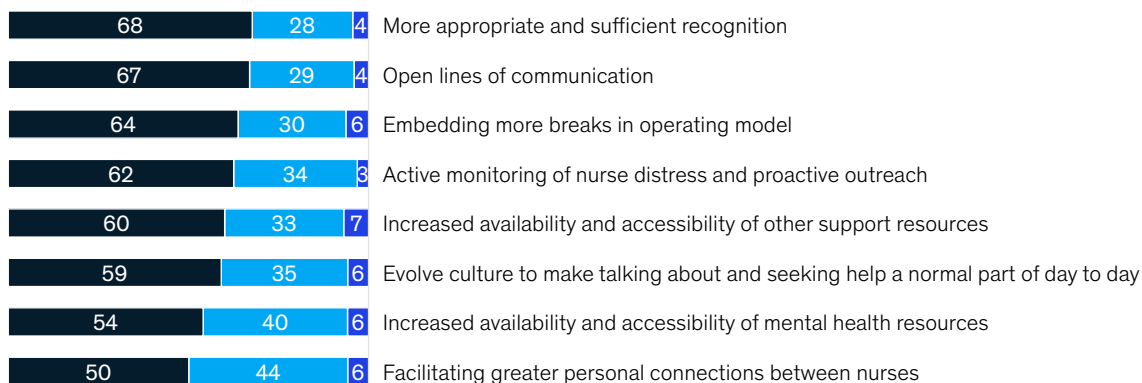 68 28 4 More appropriate and sufficient recognition
67 29 4 Open lines of communication
64 30 6 Embedding more breaks in operating model
62 34 3 Active monitoring of nurse distress and proactive outreach
60 33 7 Increased availability and accessibility of other support resources
59 35 6 Evolve culture to make talking about and seeking help a normal part of day to day
54 40 6 Increased availability and accessibility of mental health resources
50 44 6 Facilitating greater personal connections between nurses